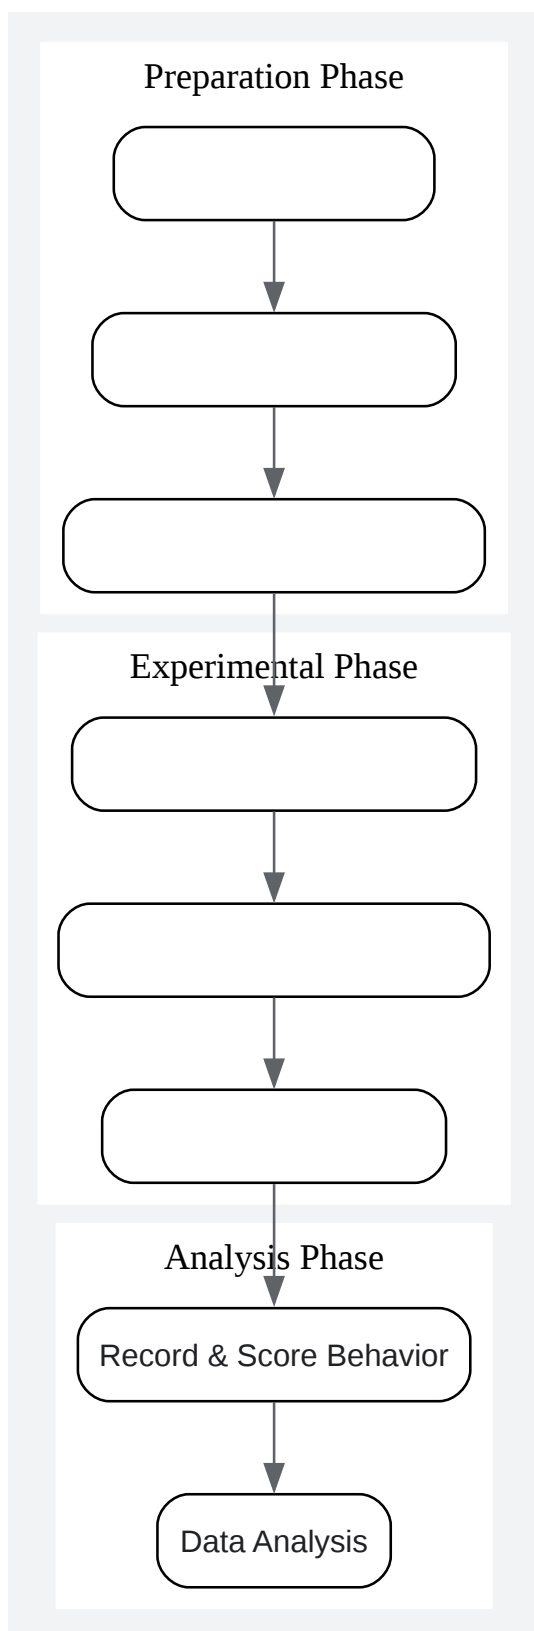 Preparation Phase
Experimental Phase
Analysis Phase
Record & Score Behavior
Data Analysis